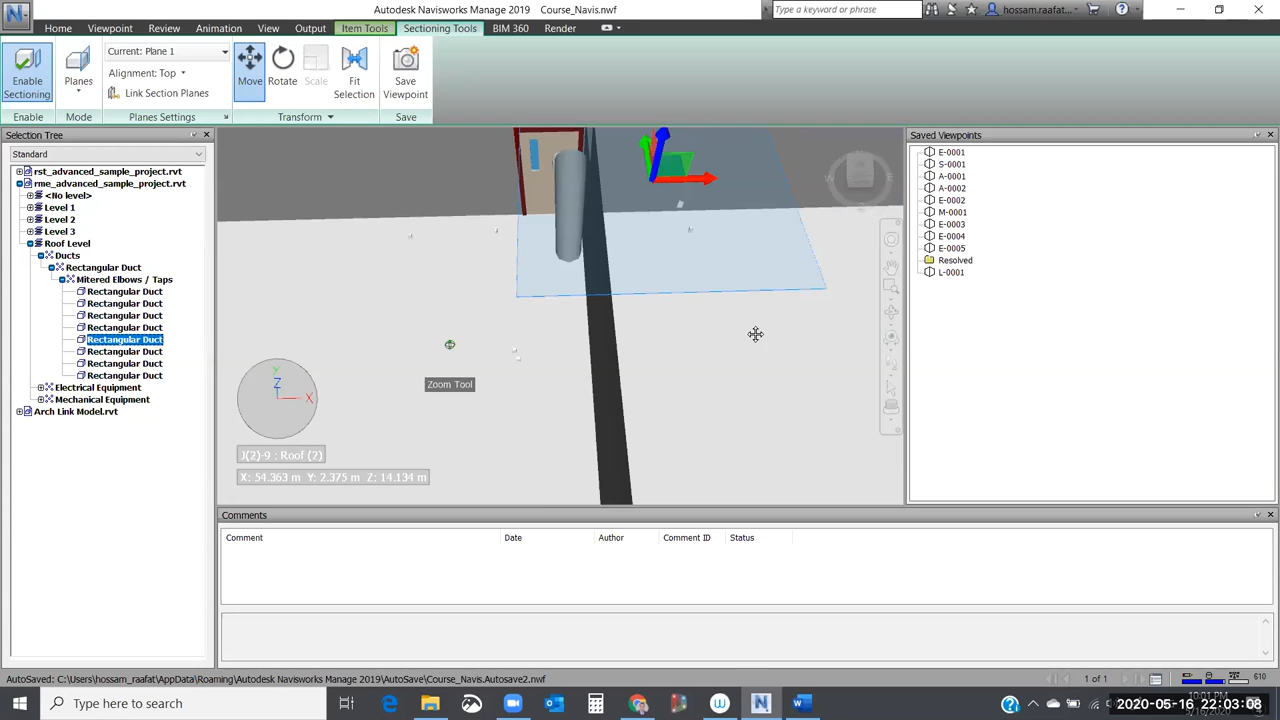 Autodesk Navisworks Manage 2019 Course_Navis.nwf
Type a keyword or phrase
hossam.raafat...
Home Viewpoint Review Animation View Output Item Tools Sectioning Tools BIM 360 Render
Enable Sectioning
Planes
Current: Plane 1
Alignment: Top
Link Section Planes
Move
Rotate
Scale
Fit Selection
Save Viewpoint
Enable Mode Planes Settings Transform Save
Selection Tree
Standard
rst_advanced_sample_project.rvt
rme_advanced_sample_project.rvt
<No level>
Level 1
Level 2
Level 3
Roof Level
Ducts
Rectangular Duct
Mitered Elbows / Taps
Rectangular Duct
Rectangular Duct
Rectangular Duct
Rectangular Duct
Rectangular Duct
Rectangular Duct
Rectangular Duct
Rectangular Duct
Electrical Equipment
Mechanical Equipment
Arch Link Model.rvt
W
Zoom Tool
Y
Z
X
J(2)-9 : Roof (2)
X: 54.363 m Y: 2.375 m Z: 14.134 m
Saved Viewpoints
E-0001
S-0001
A-0001
A-0002
E-0002
M-0001
E-0003
E-0004
E-0005
Resolved
L-0001
Comments
Comment Date Author Comment ID Status
AutoSaved: C:\Users\hossam_raafat\AppData\Roaming\Autodesk Navisworks Manage 2019\AutoSave\Course_Navis.Autosave2.nwf
1 of 1
610
Type here to search
10:01 PM
2020-05-16 22:03:08